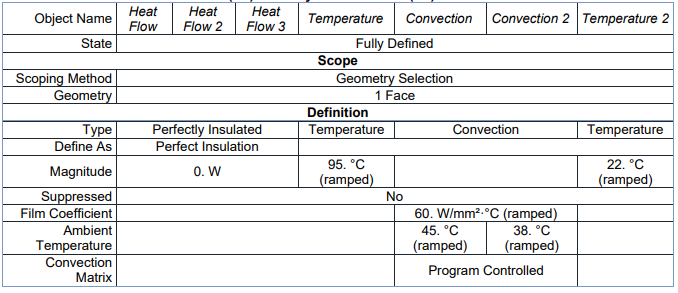 Object Name Heat Flow Heat Flow 2 Heat Flow 3 Temperature Convection Convection 2 Temperature 2
State Fully Defined
Scope
Scoping Method Geometry Selection
Geometry 1 Face
Definition
Type Perfectly Insulated Temperature Convection Temperature
Define As Perfect Insulation
Magnitude 0. W 95. °C (ramped) 22. °C (ramped)
Suppressed No
Film Coefficient 60. W/mm²·°C (ramped)
Ambient Temperature 45. °C (ramped) 38. °C (ramped)
Convection Matrix Program Controlled